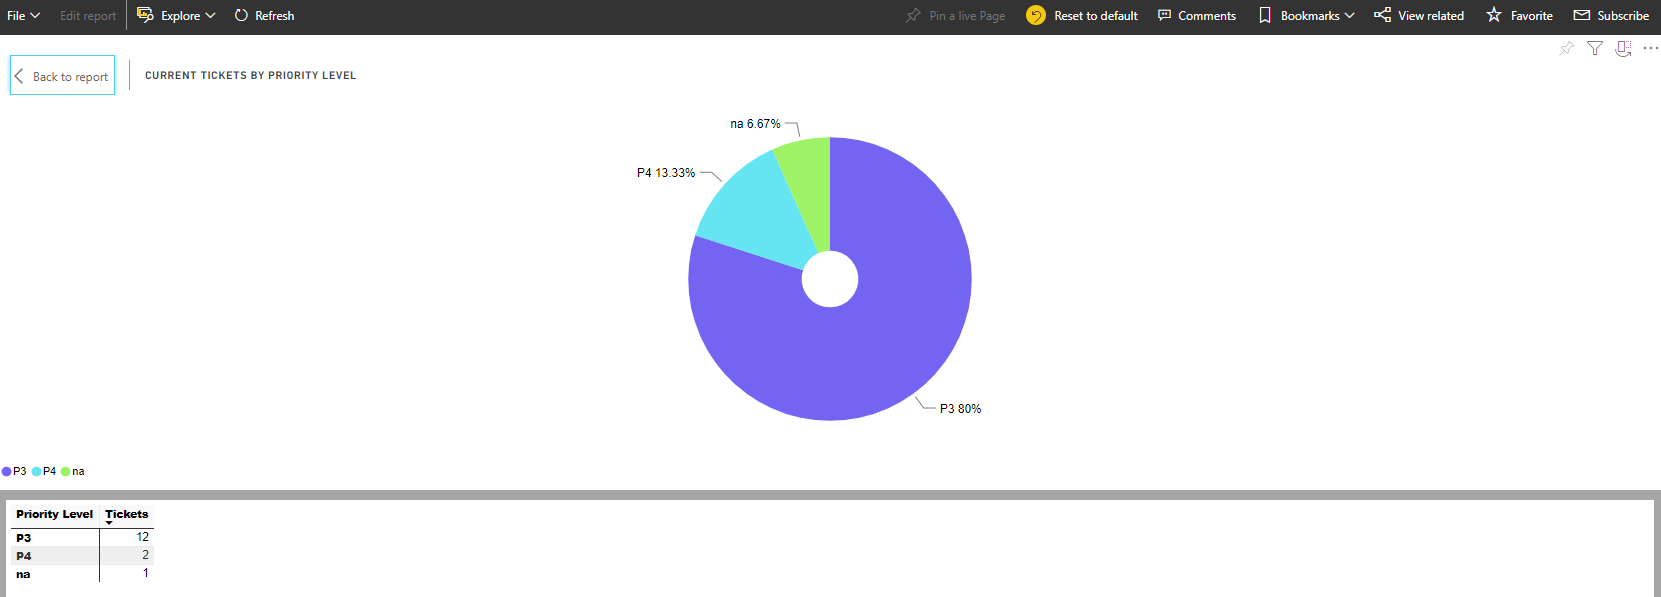 File Edit report Explore Refresh Pin a live Page Reset to default Comments Bookmarks View related Favorite Subscribe
Back to report CURRENT TICKETS BY PRIORITY LEVEL
na 6.67%
P4 13.33%
P3 80%
P3 P4 na
Priority Level Tickets
P3 12
P4 2
na 1